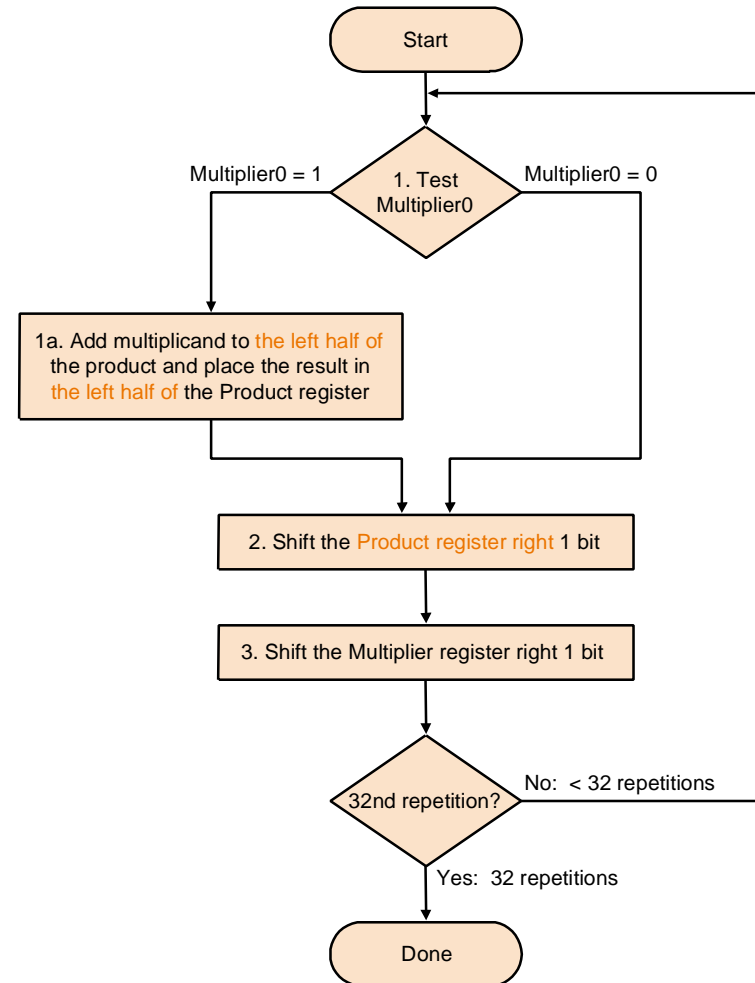 Start
Multiplier0 = 1
1. Test
Multiplier0
Multiplier0 = 0
1a. Add multiplicand to the left half of
the product and place the result in
the left half of the Product register
2. Shift the Product register right 1 bit
3. Shift the Multiplier register right 1 bit
32nd repetition?
No:  < 32 repetitions
Yes:  32 repetitions
Done